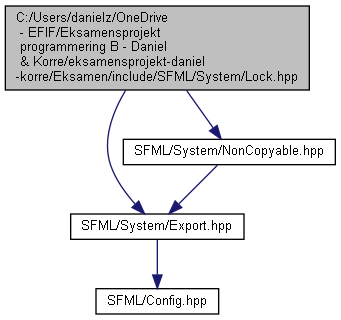 C:/Users/danielz/OneDrive
- EFIF/Eksamensprojekt
programmering B - Daniel
& Korre/eksamensprojekt-daniel
-korre/Eksamen/include/SFML/System/Lock.hpp
SFML/System/NonCopyable.hpp
SFML/System/Export.hpp
SFML/Config.hpp